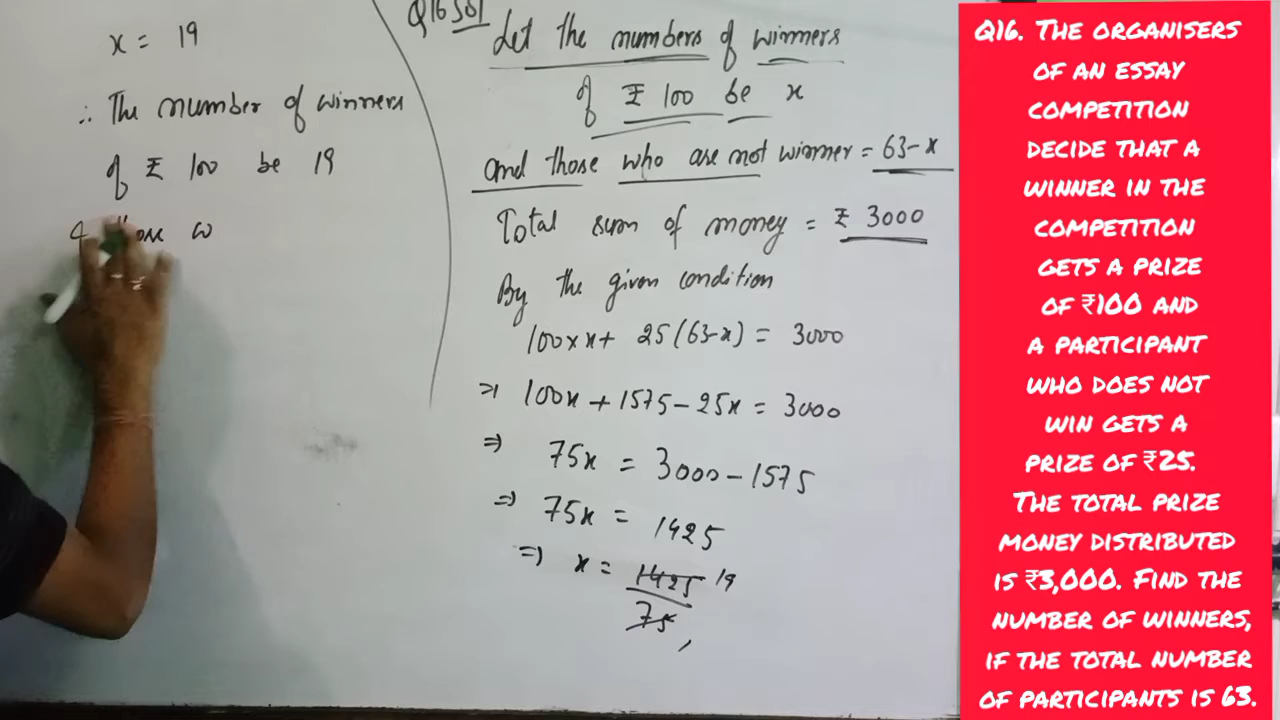 x = 19
∴ The number of winners
of ₹ 100 be 19
Q16 Sol
Let the numbers of winners
of ₹ 100 be x
and those who are not winner = 63-x
Total sum of money = ₹ 3000
By the given condition
100×x+ 25(63-x) = 3000
⇒ 100x + 1575 - 25x = 3000
⇒ 75x = 3000 - 1575
⇒ 75x = 1425
⇒ x = 1425 19
75,
Q16. THE ORGANISERS
OF AN ESSAY
COMPETITION
DECIDE THAT A
WINNER IN THE
COMPETITION
GETS A PRIZE
OF ₹100 AND
A PARTICIPANT
WHO DOES NOT
WIN GETS A
PRIZE OF ₹25.
THE TOTAL PRIZE
MONEY DISTRIBUTED
IS ₹3,000. FIND THE
NUMBER OF WINNERS,
IF THE TOTAL NUMBER
OF PARTICIPANTS IS 63.